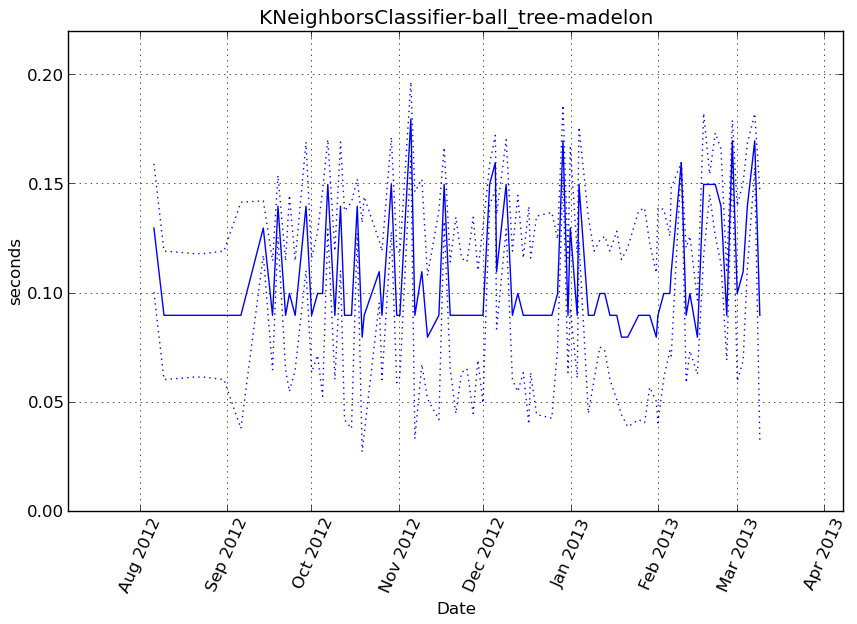 KNeighborsClassifier-ball_tree-madelon
0.20
0.15
0.10
0.05
0.00
seconds
Aug 2012
Sep 2012
Oct 2012
Nov 2012
Dec 2012
Jan 2013
Feb 2013
Mar 2013
Apr 2013
Date